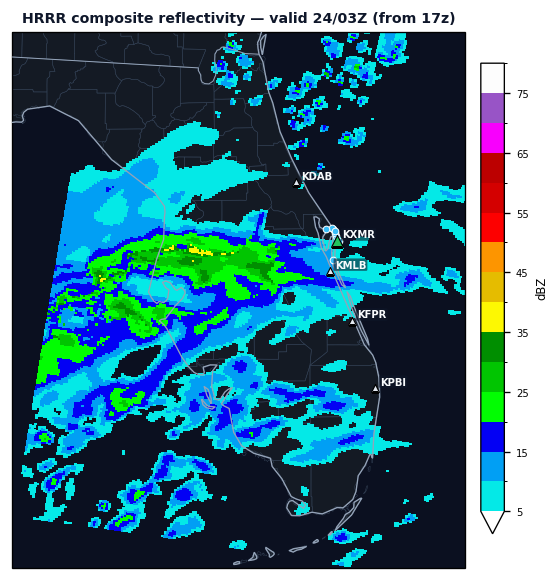 HRRR composite reflectivity — valid 24/03Z (from 17z)
KDAB
KXMR
KMLB
KFPR
KPBI
75
65
55
45
35
25
15
5
dBZ